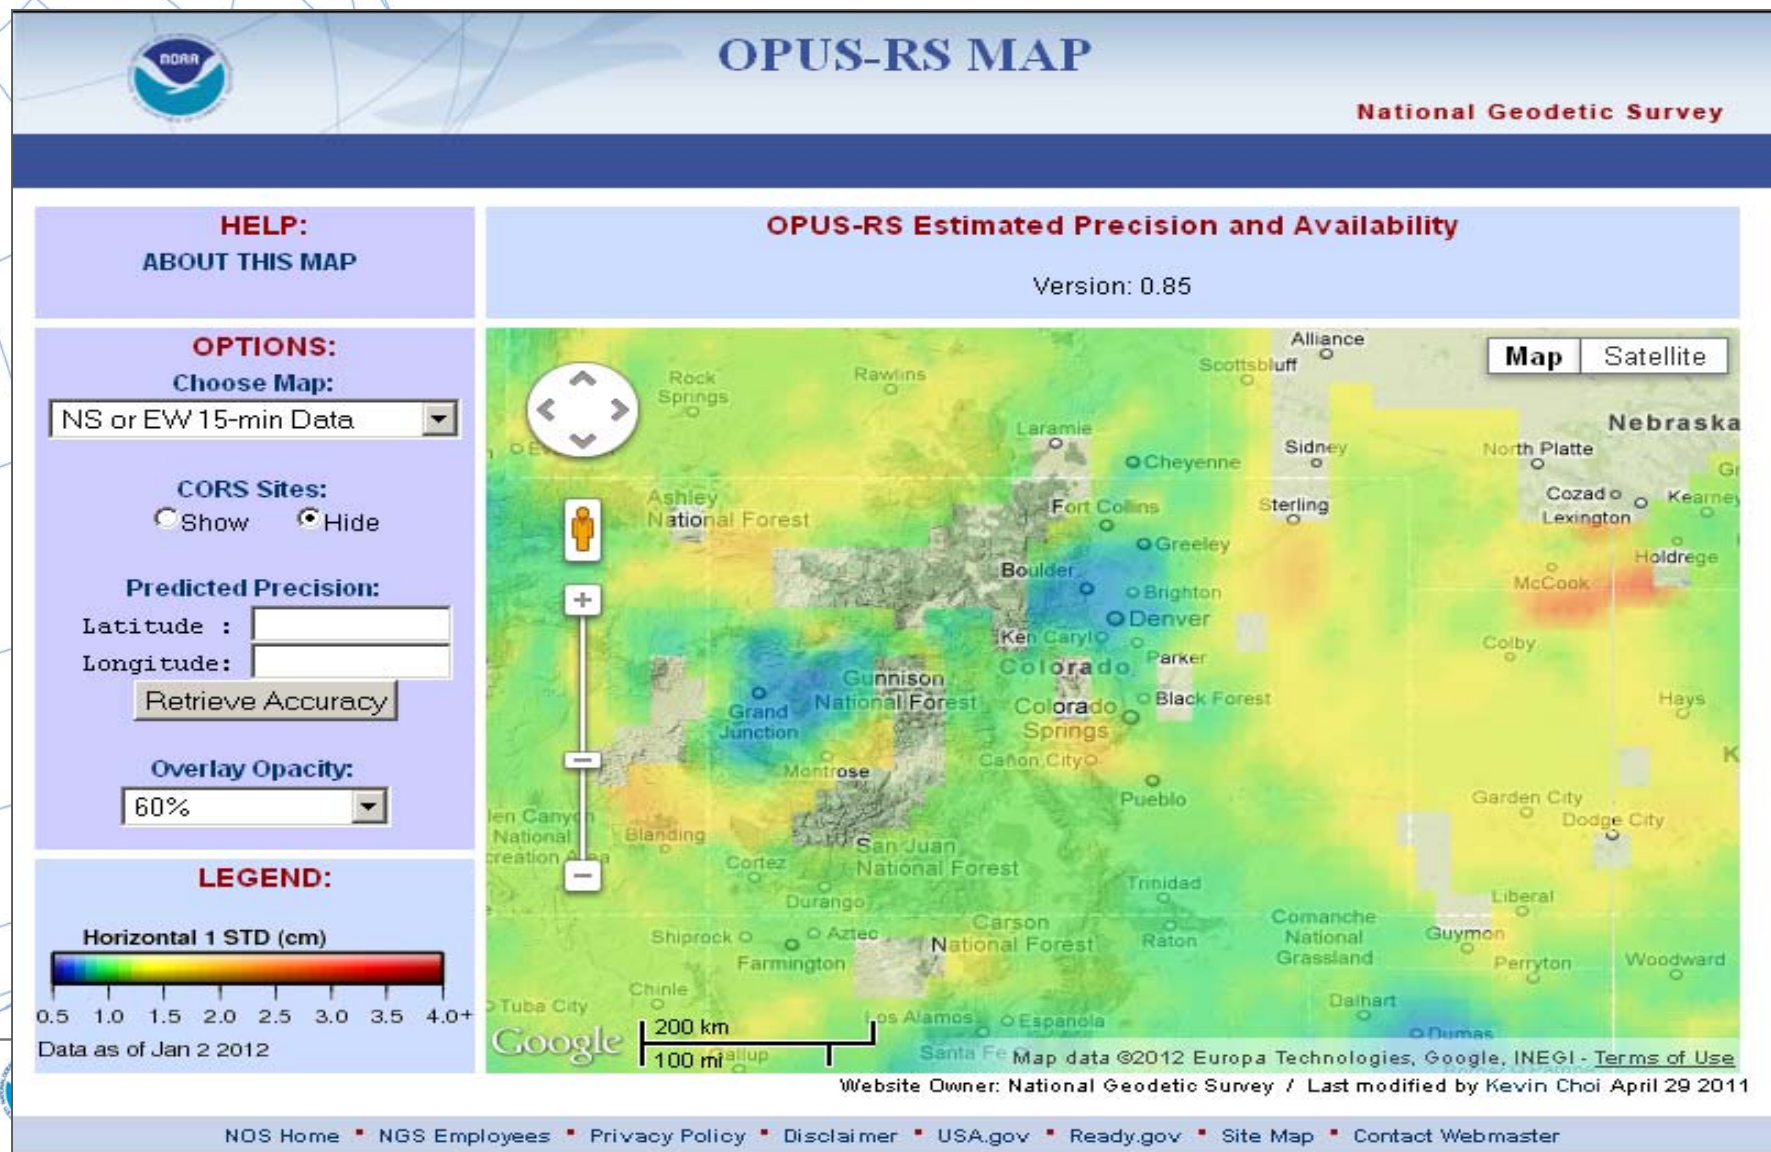 NOAA
OPUS-RS MAP
National Geodetic Survey
HELP:
ABOUT THIS MAP
OPUS-RS Estimated Precision and Availability
Version: 0.85
OPTIONS:
Choose Map:
NS or EW 15-min Data
CORS Sites:
Show Hide
Predicted Precision:
Latitude :
Longitude:
Retrieve Accuracy
Overlay Opacity:
60%
LEGEND:
Horizontal 1 STD (cm)
0.5 1.0 1.5 2.0 2.5 3.0 3.5 4.0+
Data as of Jan 2 2012
Map Satellite
Alliance
Scottsbluff
Rock
Springs
Rawlins
Nebraska
Laramie
Sidney
North Platte
Cheyenne
Ashley
National Forest
Fort Collins
Sterling
Cozad
Kearney
Lexington
Greeley
Holdrege
Boulder
Brighton
McCook
Denver
Ken Caryl
Colby
Colorado
Parker
Gunnison
National Forest
Grand
Junction
Colorado
Springs
Black Forest
Hays
Montrose
Cañon City
Pueblo
Garden City
Dodge City
len Canyon
National
creation Area
Blanding
Cortez
San Juan
National Forest
Durango
Trinidad
Liberal
Shiprock
Aztec
Farmington
Carson
National Forest
Raton
Comanche
National
Grassland
Guymon
Perryton
Woodward
Chinle
Tuba City
Los Alamos
Espanola
Dalhart
Dumas
Google
200 km
100 mi
Gallup
Santa Fe
Map data ©2012 Europa Technologies, Google, INEGI - Terms of Use
Website Owner: National Geodetic Survey / Last modified by Kevin Choi April 29 2011
NOS Home NGS Employees Privacy Policy Disclaimer USA.gov Ready.gov Site Map Contact Webmaster